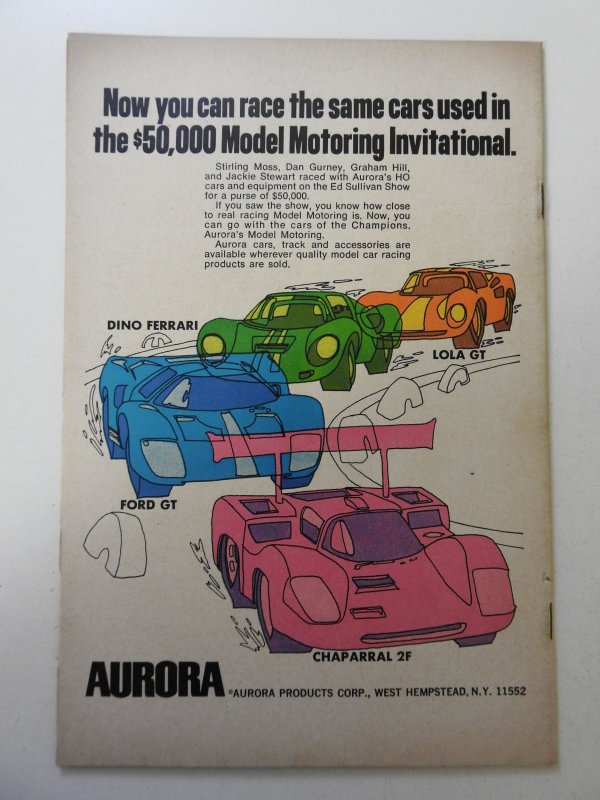 Now you can race the same cars used in
the $50,000 Model Motoring Invitational.
Stirling Moss, Dan Gurney, Graham Hill,
and Jackie Stewart raced with Aurora's HO
cars and equipment on the Ed Sullivan Show
for a purse of $50,000.
If you saw the show, you know how close
to real racing Model Motoring is. Now, you
can go with the cars of the Champions.
Aurora's Model Motoring.
Aurora cars, track and accessories are
available wherever quality model car racing
products are sold.
DINO FERRARI
LOLA GT
FORD GT
CHAPARRAL 2F
AURORA ©AURORA PRODUCTS CORP., WEST HEMPSTEAD, N.Y. 11552